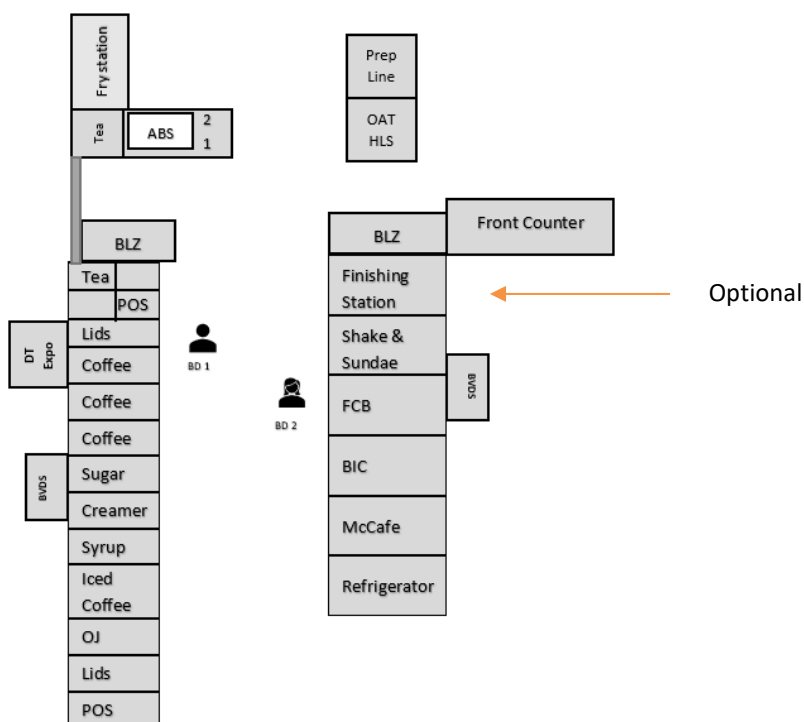 Fry station
Tea
ABS
2
1
Prep
Line
OAT
HLS
BLZ
Tea
POS
Lids
DT
Expo
Coffee
Coffee
Coffee
BVDS
Sugar
Creamer
Syrup
Iced
Coffee
OJ
Lids
POS
BD 1
BD 2
BLZ
Front Counter
Finishing
Station
Optional
Shake &
Sundae
BVDS
FCB
BIC
McCafe
Refrigerator